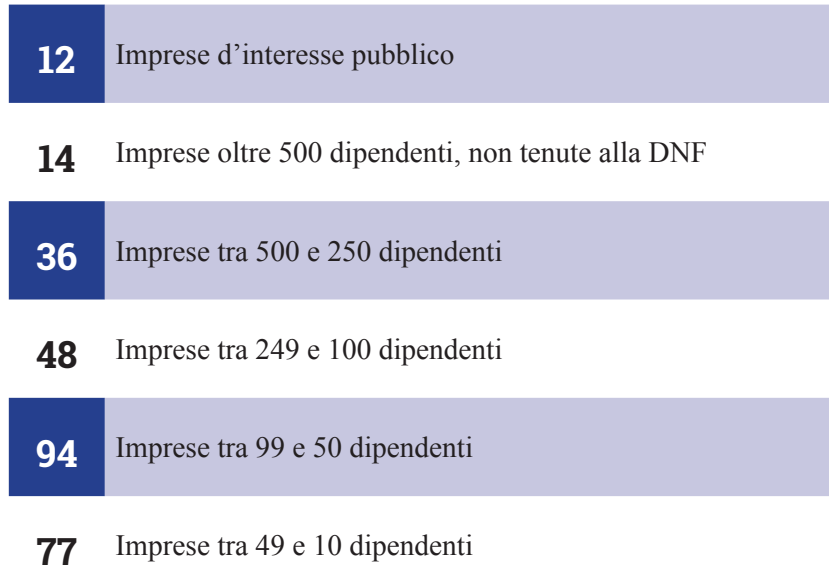 12 Imprese d’interesse pubblico
14 Imprese oltre 500 dipendenti, non tenute alla DNF
36 Imprese tra 500 e 250 dipendenti
48 Imprese tra 249 e 100 dipendenti
94 Imprese tra 99 e 50 dipendenti
77 Imprese tra 49 e 10 dipendenti